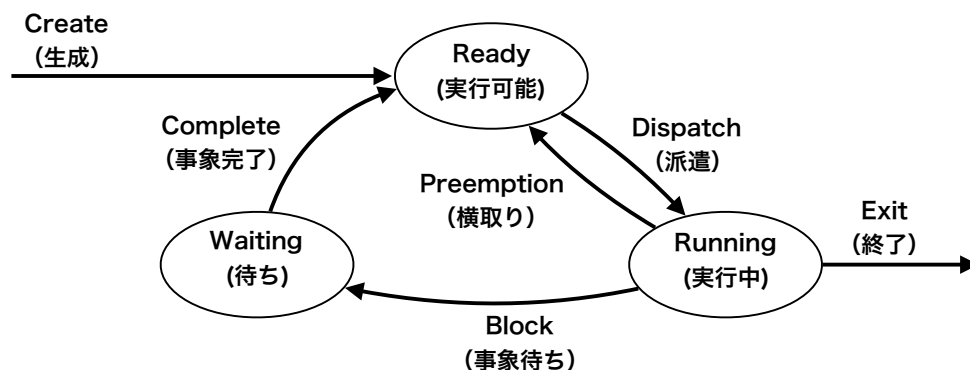 Create
（生成）
Ready
(実行可能)
Complete
（事象完了）
Dispatch
（派遣）
Preemption
（横取り）
Exit
（終了）
Waiting
(待ち)
Running
(実行中)
Block
（事象待ち）